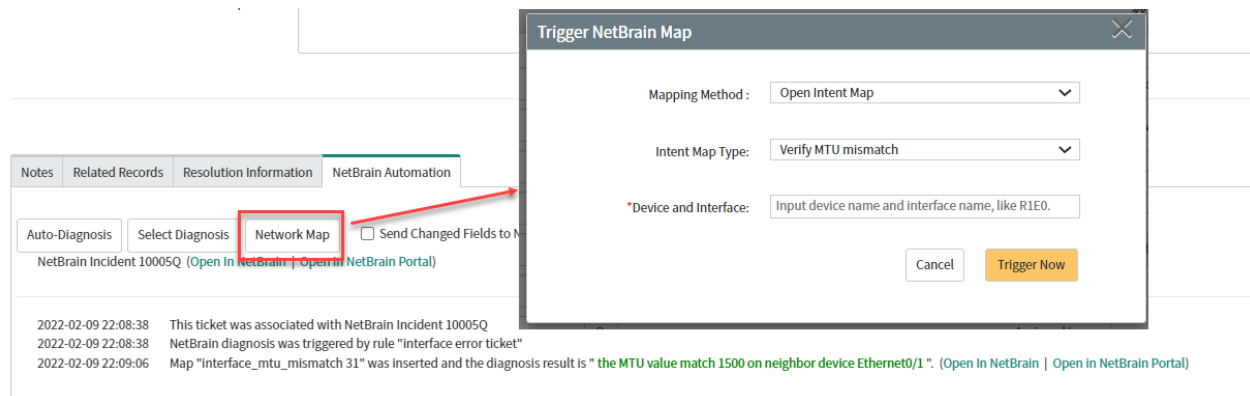 Trigger NetBrain Map
Mapping Method :
Open Intent Map
Intent Map Type:
Verify MTU mismatch
*Device and Interface:
Input device name and interface name, like R1E0.
Cancel
Trigger Now
Notes
Related Records
Resolution Information
NetBrain Automation
Auto-Diagnosis
Select Diagnosis
Network Map
Send Changed Fields to N
NetBrain Incident 10005Q (Open In NetBrain | Open in NetBrain Portal)
2022-02-09 22:08:38 This ticket was associated with NetBrain Incident 10005Q
2022-02-09 22:08:38 NetBrain diagnosis was triggered by rule "interface error ticket"
2022-02-09 22:09:06 Map "interface_mtu_mismatch 31" was inserted and the diagnosis result is " the MTU value match 1500 on neighbor device Ethernet0/1 ". (Open In NetBrain | Open in NetBrain Portal)